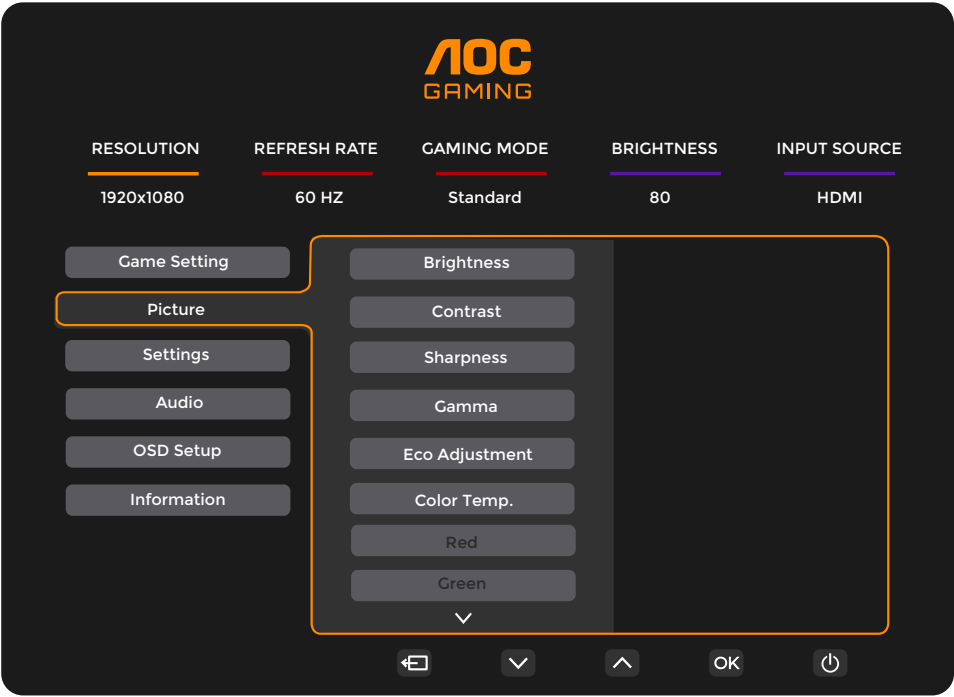 AOC
GAMING
RESOLUTION REFRESH RATE GAMING MODE BRIGHTNESS INPUT SOURCE
1920x1080 60 HZ Standard 80 HDMI
Game Setting
Picture
Settings
Audio
OSD Setup
Information
Brightness
Contrast
Sharpness
Gamma
Eco Adjustment
Color Temp.
Red
Green
OK